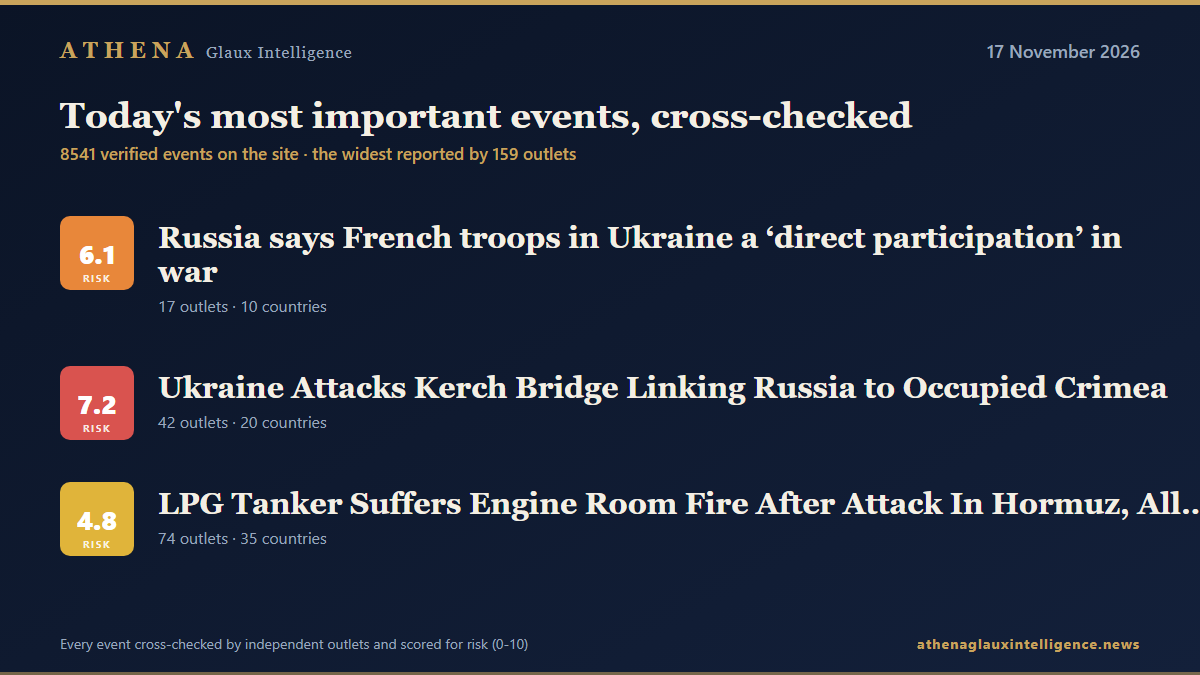 ATHENA Glaux Intelligence
17 November 2026
Today's most important events, cross-checked
8541 verified events on the site · the widest reported by 159 outlets
6.1
RISK
Russia says French troops in Ukraine a ‘direct participation’ in
war
17 outlets · 10 countries
7.2
RISK
Ukraine Attacks Kerch Bridge Linking Russia to Occupied Crimea
42 outlets · 20 countries
4.8
RISK
LPG Tanker Suffers Engine Room Fire After Attack In Hormuz, All..
74 outlets · 35 countries
Every event cross-checked by independent outlets and scored for risk (0-10)
athenaglauxintelligence.news